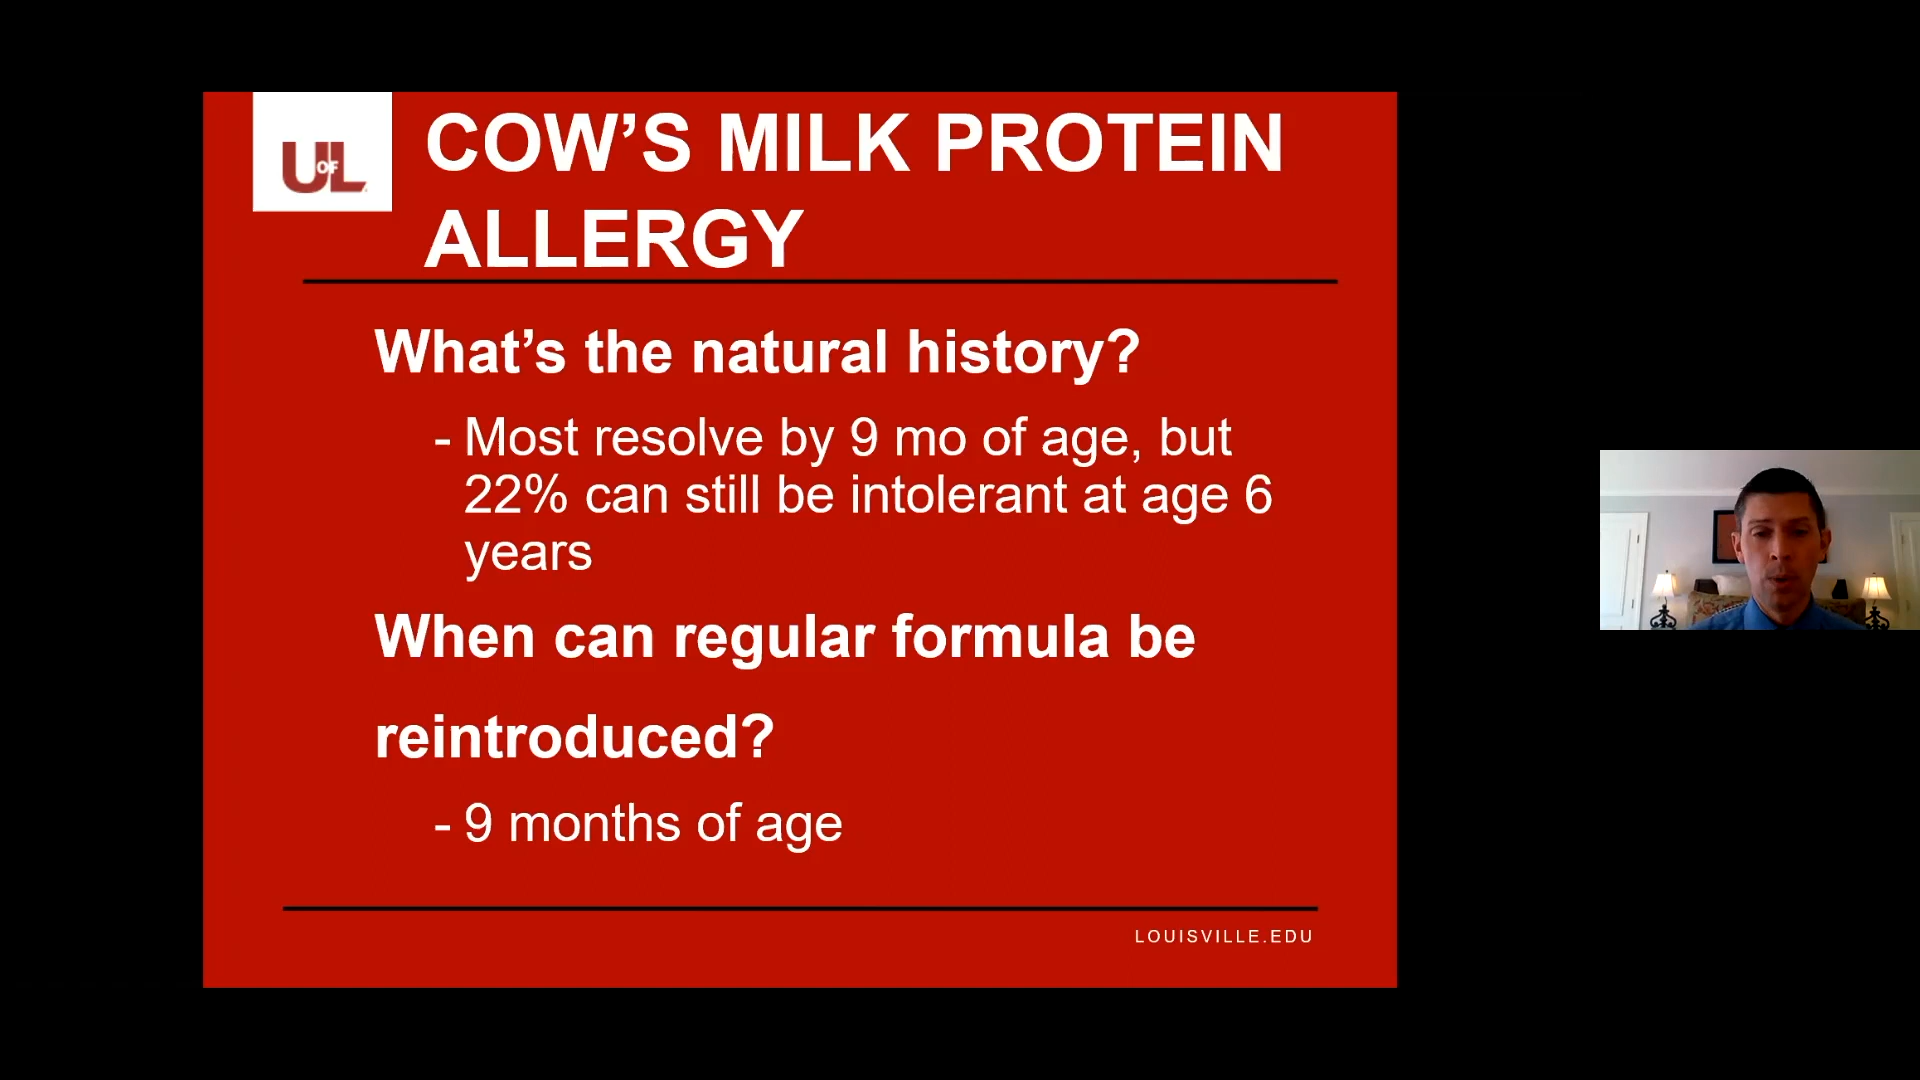 UofL
COW’S MILK PROTEIN
ALLERGY
What’s the natural history?
- Most resolve by 9 mo of age, but
22% can still be intolerant at age 6
years
When can regular formula be
reintroduced?
- 9 months of age
LOUISVILLE.EDU